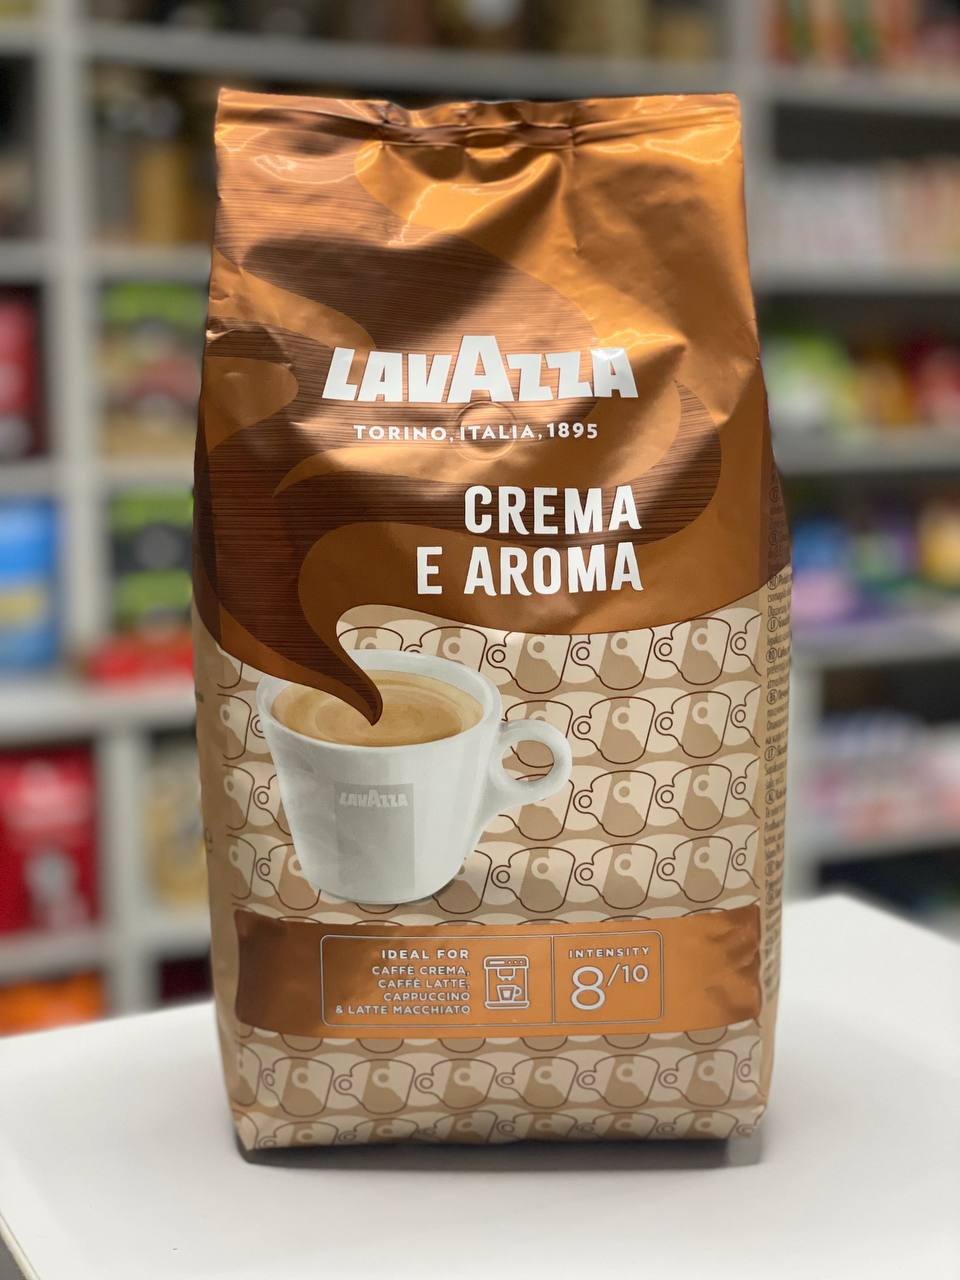 LAVAZZA
TORINO, ITALIA, 1895
CREMA
E AROMA
LAVAZZA
IDEAL FOR
CAFFÈ CREMA,
CAFFÈ LATTE,
CAPPUCCINO
& LATTE MACCHIATO
INTENSITY
8/10